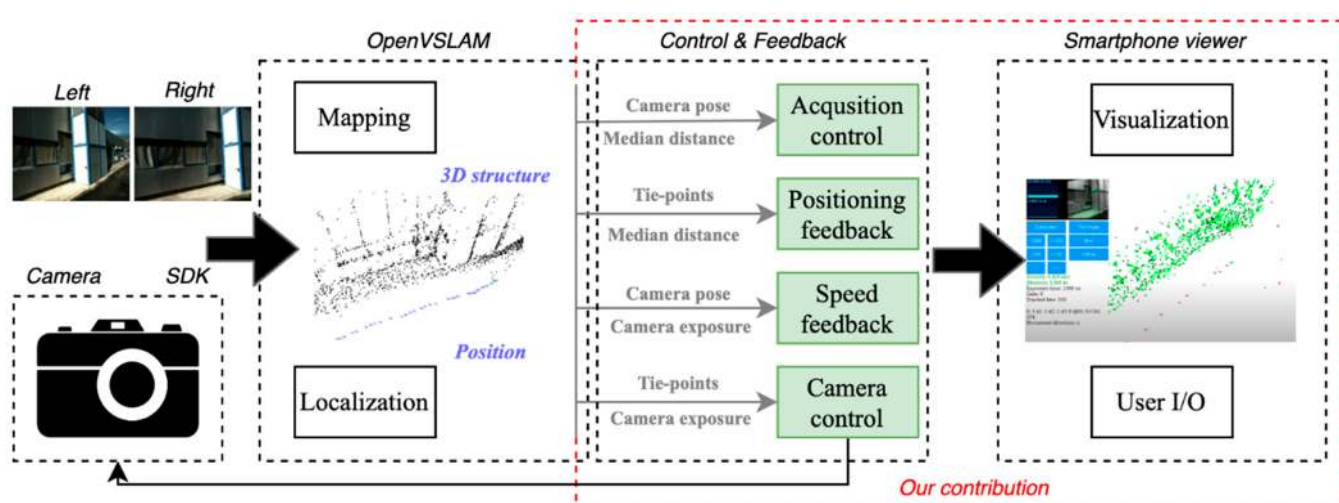 OpenVSLAM
Control & Feedback
Smartphone viewer
Left
Right
Mapping
3D structure
Position
Localization
Camera
SDK
Camera pose
Median distance
Acqusition
control
Tie-points
Median distance
Positioning
feedback
Camera pose
Camera exposure
Speed
feedback
Tie-points
Camera exposure
Camera
control
Visualization
User I/O
Our contribution